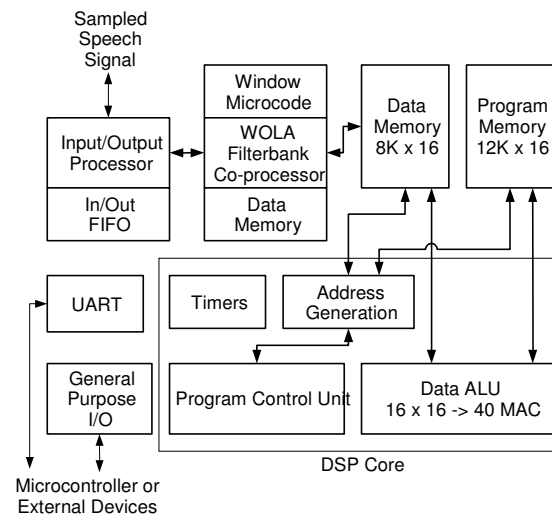 Sampled
Speech
Signal
Input/Output
Processor
In/Out
FIFO
Window
Microcode
WOLA
Filterbank
Co-processor
Data
Memory
Data
Memory
8K x 16
Program
Memory
12K x 16
UART
Timers
Address
Generation
General
Purpose
I/O
Program Control Unit
Data ALU
16 x 16 -> 40 MAC
DSP Core
Microcontroller or
External Devices